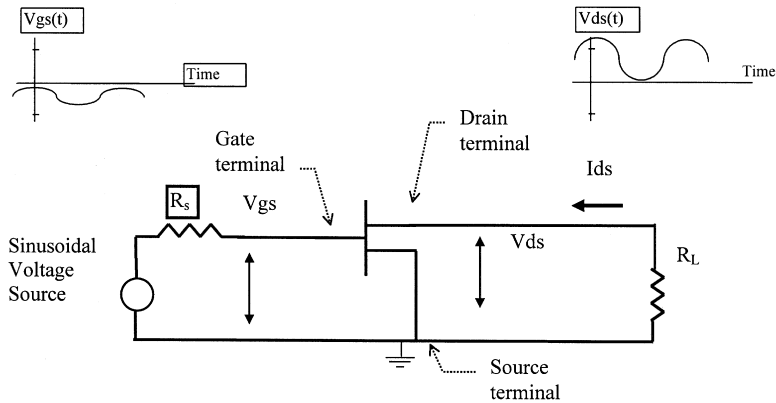 Vgs(t)
Time
Vds(t)
Time
Gate
terminal
Drain
terminal
Ids
Rs
Vgs
Vds
Sinusoidal
Voltage
Source
RL
Source
terminal